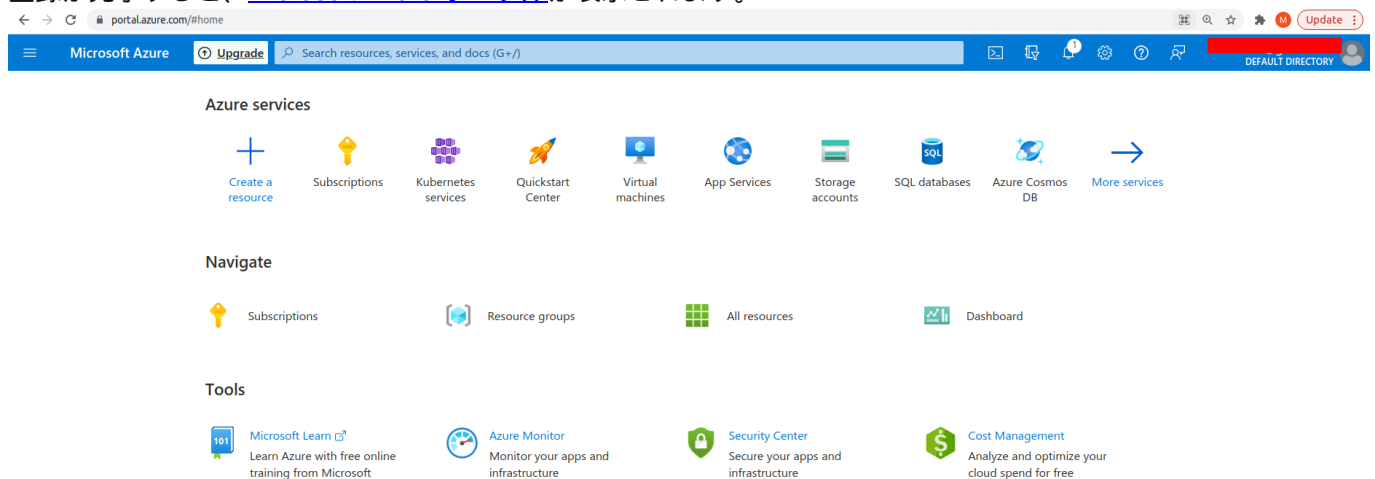 portal.azure.com/#home
M
Update
Microsoft Azure
Upgrade
Search resources, services, and docs (G+/)
1
DEFAULT DIRECTORY
Azure services
Create a
resource
Subscriptions
Kubernetes
services
Quickstart
Center
Virtual
machines
App Services
Storage
accounts
SQL
SQL databases
Azure Cosmos
DB
More services
Navigate
Subscriptions
Resource groups
All resources
Dashboard
Tools
101
Microsoft Learn
Learn Azure with free online
training from Microsoft
Azure Monitor
Monitor your apps and
infrastructure
Security Center
Secure your apps and
infrastructure
Cost Management
Analyze and optimize your
cloud spend for free